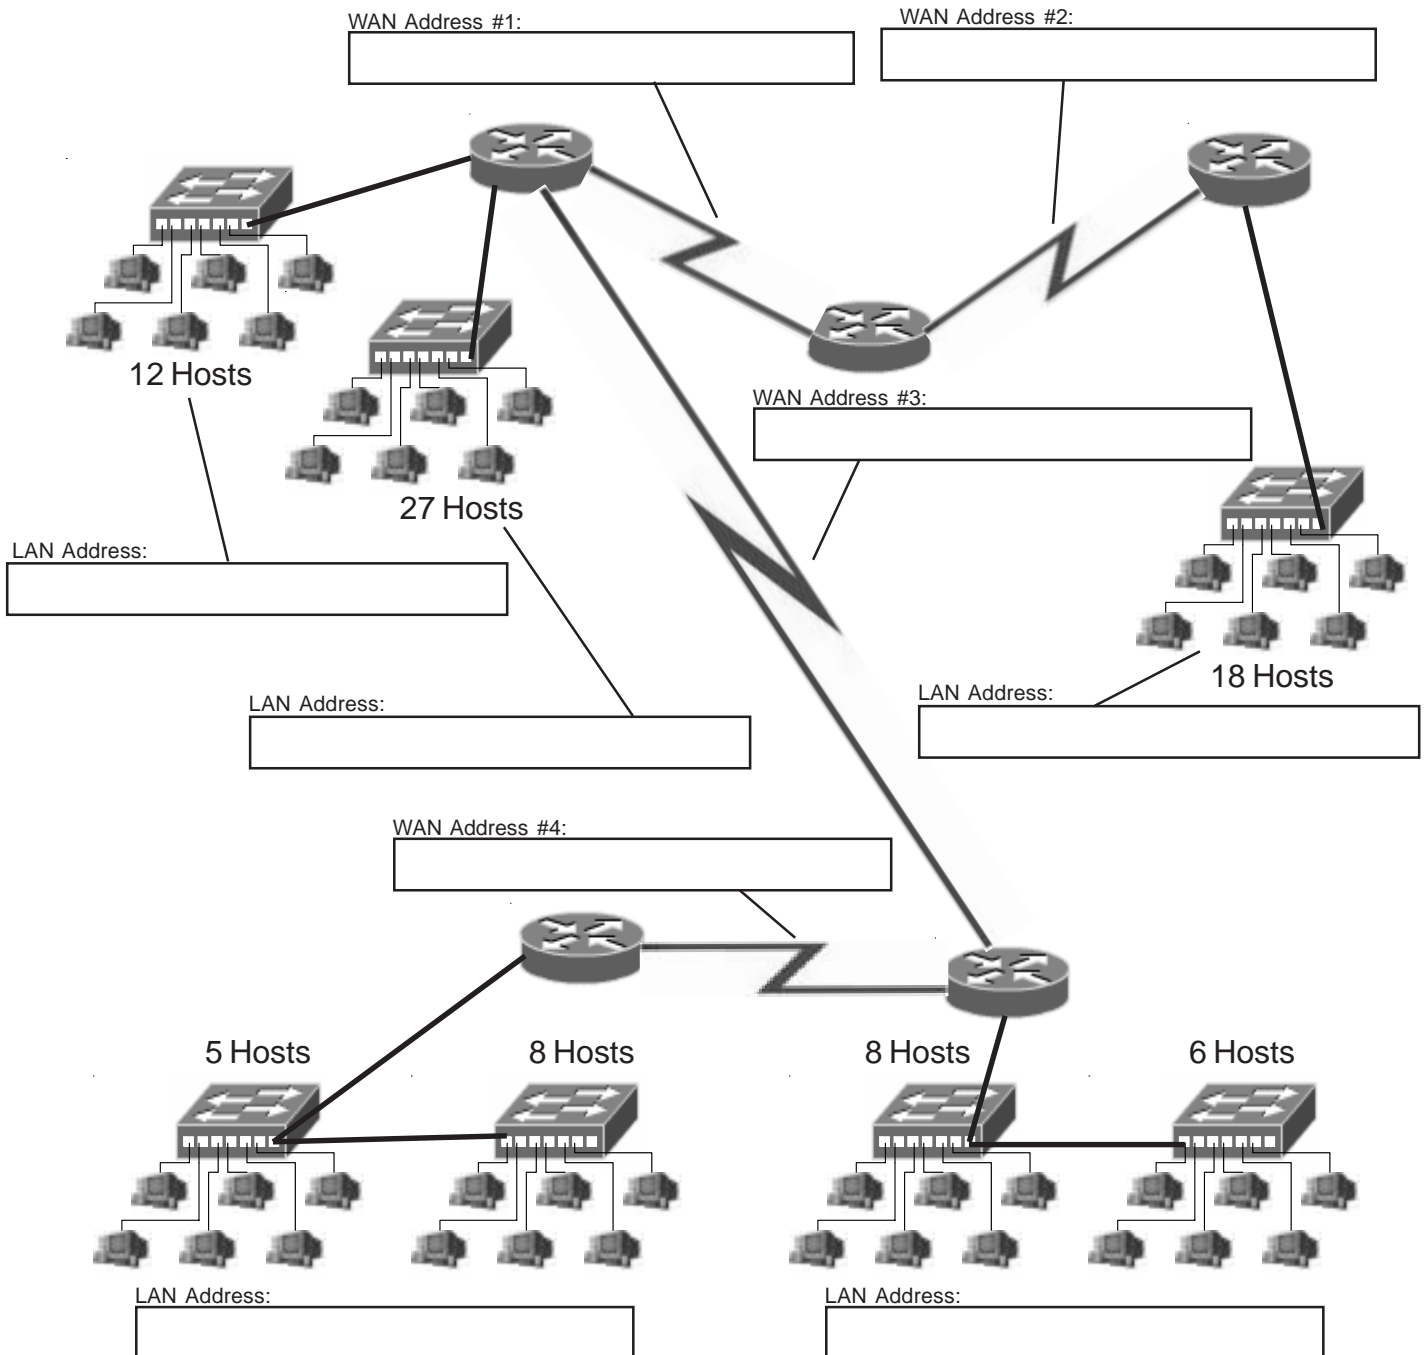 WAN Address #1:
WAN Address #2:
12 Hosts
WAN Address #3:
27 Hosts
LAN Address:
18 Hosts
LAN Address:
LAN Address:
WAN Address #4:
5 Hosts
8 Hosts
8 Hosts
6 Hosts
LAN Address:
LAN Address: